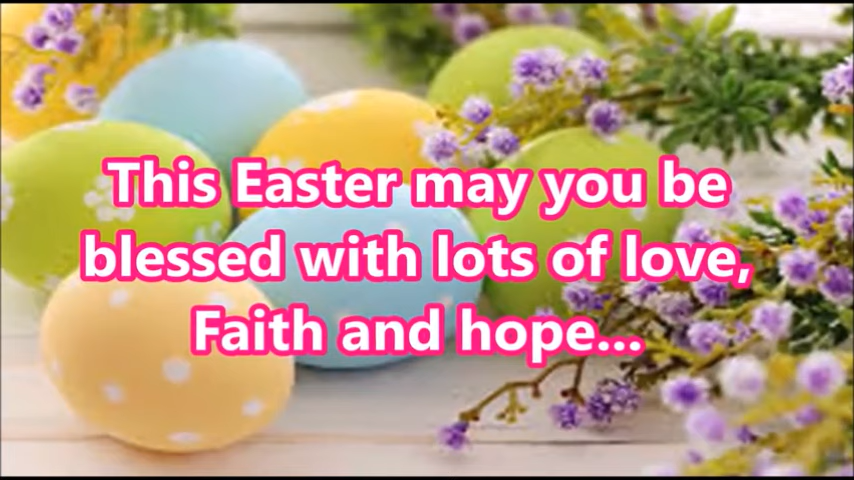 This Easter may you be
blessed with lots of love,
Faith and hope...